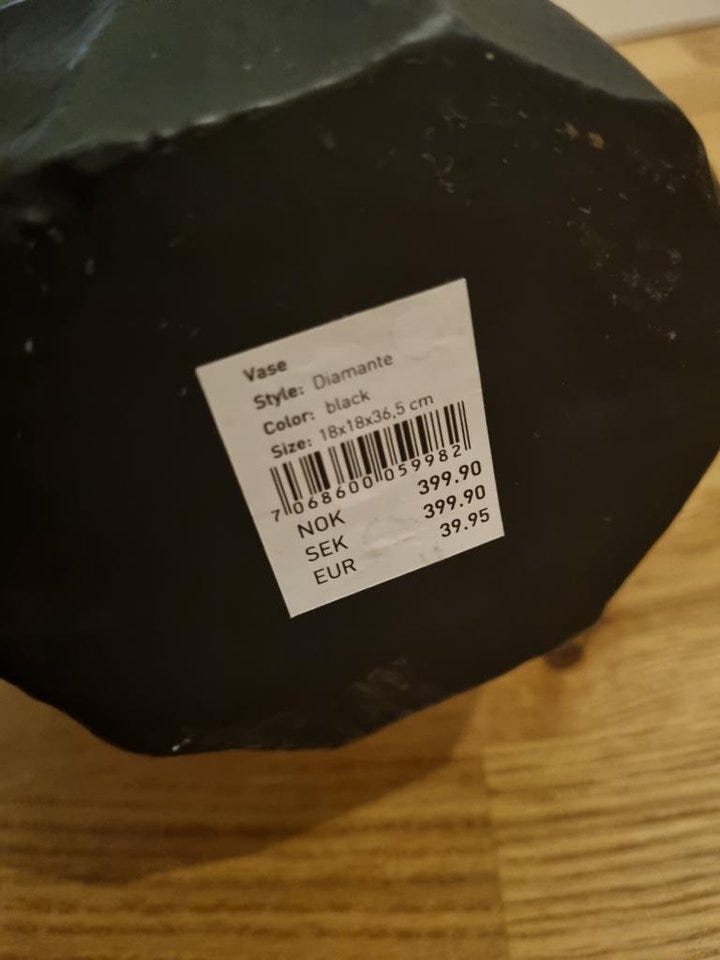 Vase
Style: Diamante
Color: black
Size: 18x18x36,5 cm
7 068600 059982
NOK 399.90
SEK 399.90
EUR 39.95